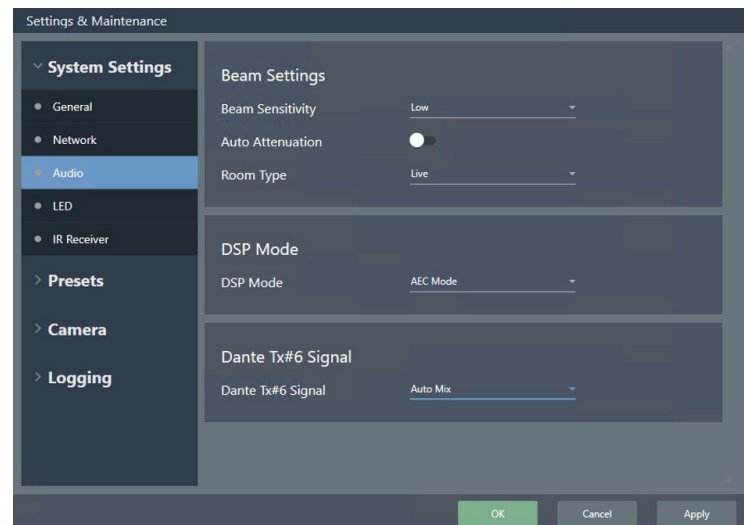 Settings & Maintenance
System Settings
General
Network
Audio
LED
IR Receiver
Presets
Camera
Logging
Beam Settings
Beam Sensitivity Low
Auto Attenuation
Room Type Live
DSP Mode
DSP Mode AEC Mode
Dante Tx#6 Signal
Dante Tx#6 Signal Auto Mix
OK Cancel Apply